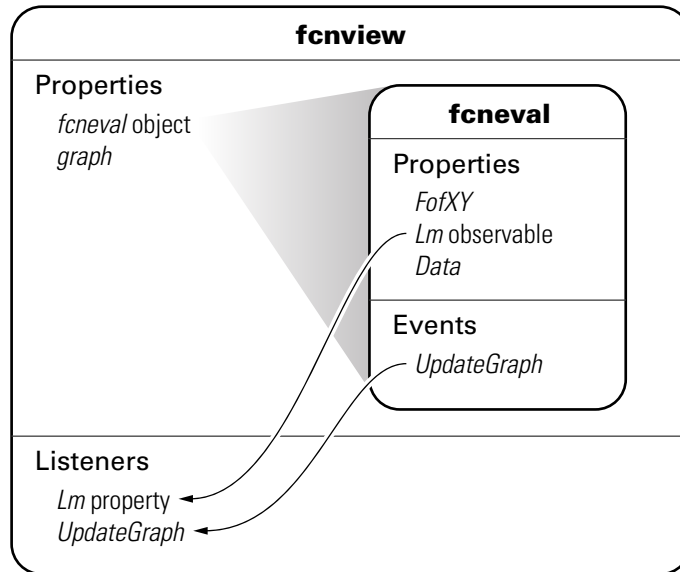 fcnview
Properties
fcneval object
graph
fcneval
Properties
FofXY
Lm observable
Data
Events
UpdateGraph
Listeners
Lm property
UpdateGraph